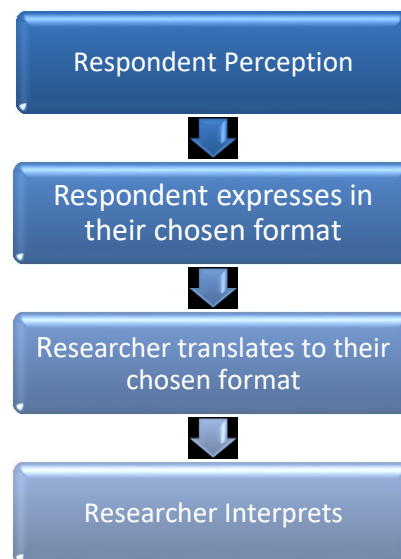 Respondent Perception
Respondent expresses in
their chosen format
Researcher translates to their
chosen format
Researcher Interprets